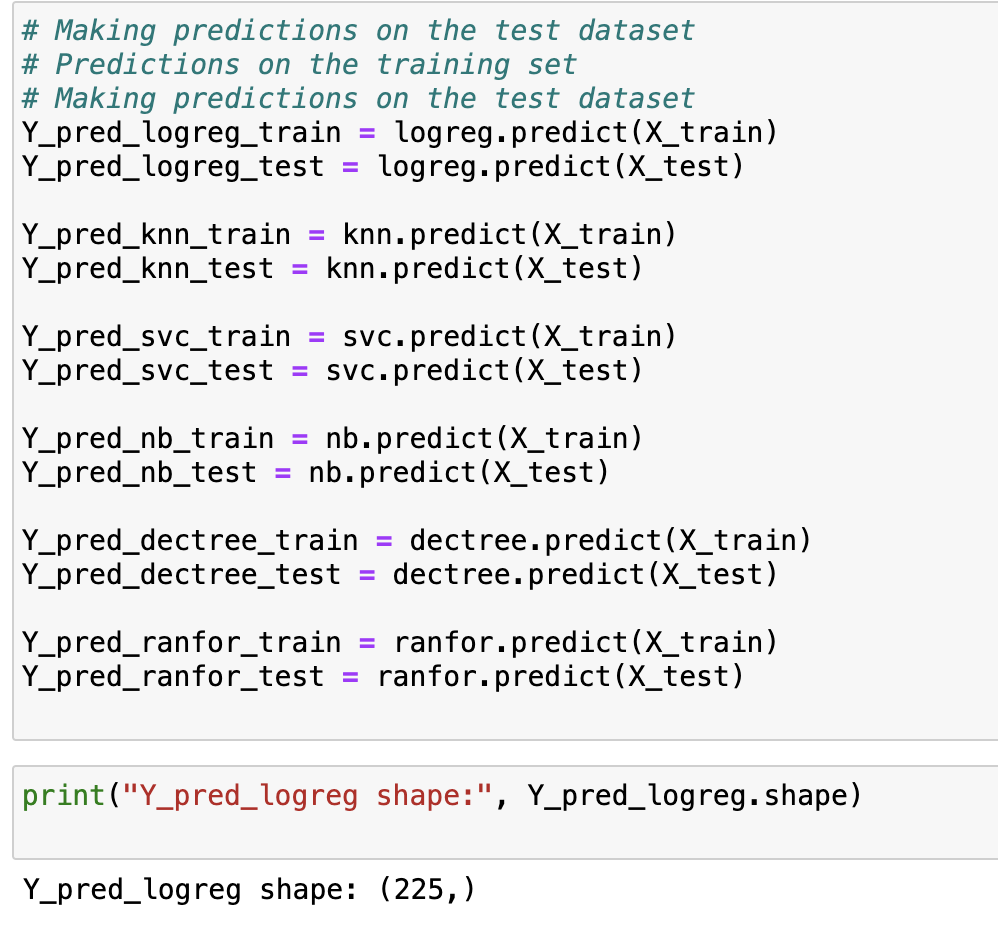 # Making predictions on the test dataset
# Predictions on the training set
# Making predictions on the test dataset
Y_pred_logreg_train = logreg.predict(X_train)
Y_pred_logreg_test = logreg.predict(X_test)

Y_pred_knn_train = knn.predict(X_train)
Y_pred_knn_test = knn.predict(X_test)

Y_pred_svc_train = svc.predict(X_train)
Y_pred_svc_test = svc.predict(X_test)

Y_pred_nb_train = nb.predict(X_train)
Y_pred_nb_test = nb.predict(X_test)

Y_pred_dectree_train = dectree.predict(X_train)
Y_pred_dectree_test = dectree.predict(X_test)

Y_pred_ranfor_train = ranfor.predict(X_train)
Y_pred_ranfor_test = ranfor.predict(X_test)

print("Y_pred_logreg shape:", Y_pred_logreg.shape)

Y_pred_logreg shape: (225,)